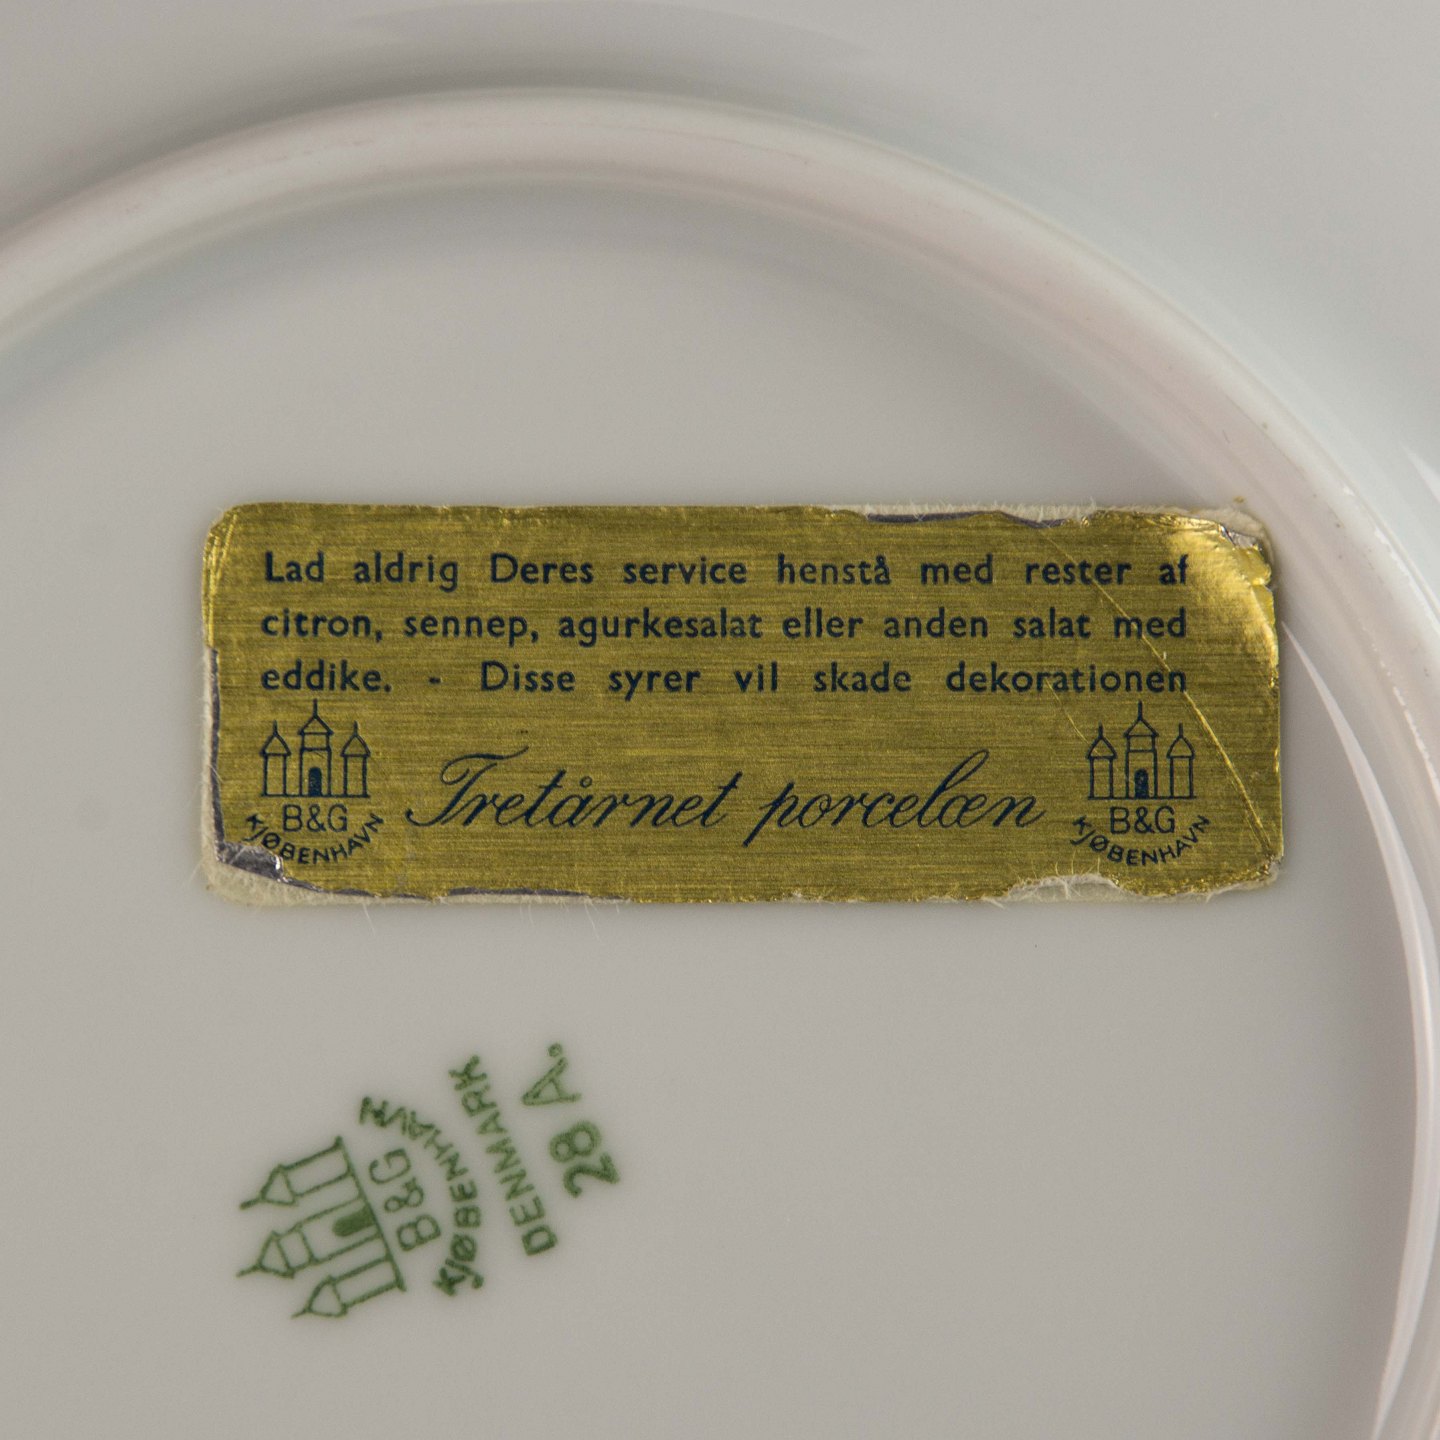 Lad aldrig Deres service henstå med rester af
citron, sennep, agurkesalat eller anden salat med
eddike. - Disse syrer vil skade dekorationen
B&G
KJØBENHAVN
Tretårnet porcelæn
B&G
KJØBENHAVN
B&G
KJØBENHAVN
DENMARK
28 A.